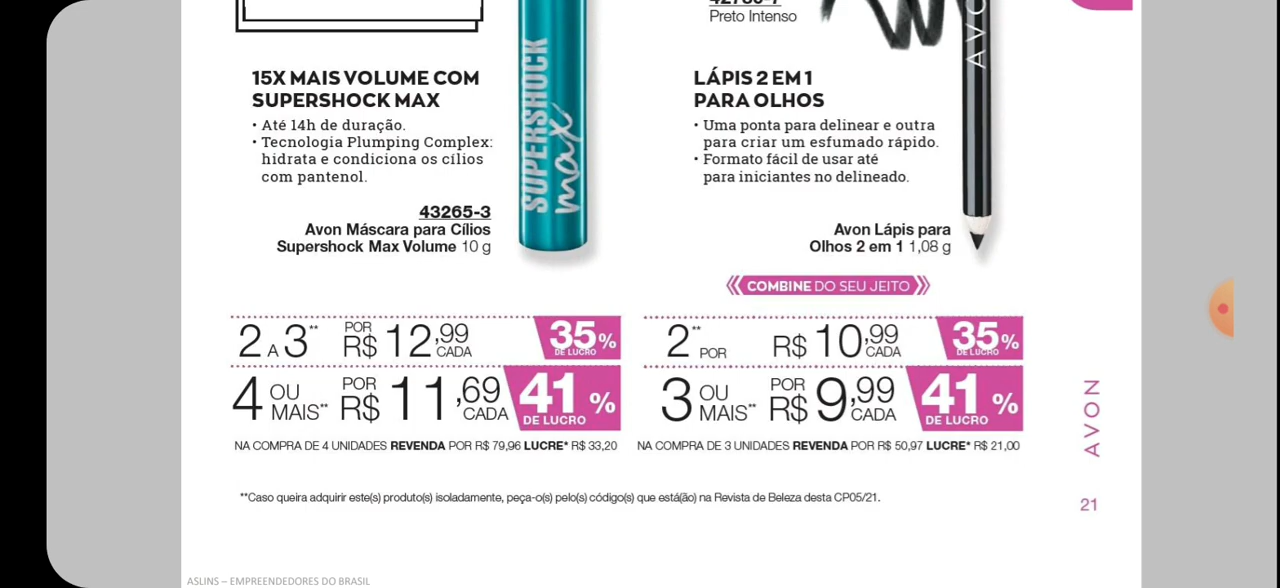 Preto Intenso
AVO
SUPERSHOCK
max
15X MAIS VOLUME COM
SUPERSHOCK MAX
• Até 14h de duração.
• Tecnologia Plumping Complex:
hidrata e condiciona os cílios
com pantenol.
43265-3
Avon Máscara para Cílios
Supershock Max Volume 10 g
LÁPIS 2 EM 1
PARA OLHOS
• Uma ponta para delinear e outra
para criar um esfumado rápido.
• Formato fácil de usar até
para iniciantes no delineado.
Avon Lápis para
Olhos 2 em 1 1,08 g
COMBINE DO SEU JEITO
2 A 3** POR R$ 12,99 CADA 35% DE LUCRO
4 OU MAIS** POR R$ 11,69 CADA 41% DE LUCRO
NA COMPRA DE 4 UNIDADES REVENDA POR R$ 79,96 LUCRE* R$ 33,20
2** POR R$ 10,99 CADA 35% DE LUCRO
3 OU MAIS** POR R$ 9,99 CADA 41% DE LUCRO
NA COMPRA DE 3 UNIDADES REVENDA POR R$ 50,97 LUCRE* R$ 21,00
**Caso queira adquirir este(s) produto(s) isoladamente, peça-o(s) pelo(s) código(s) que está(ão) na Revista de Beleza desta CP05/21.
AVON
21
ASLINS – EMPREENDEDORES DO BRASIL